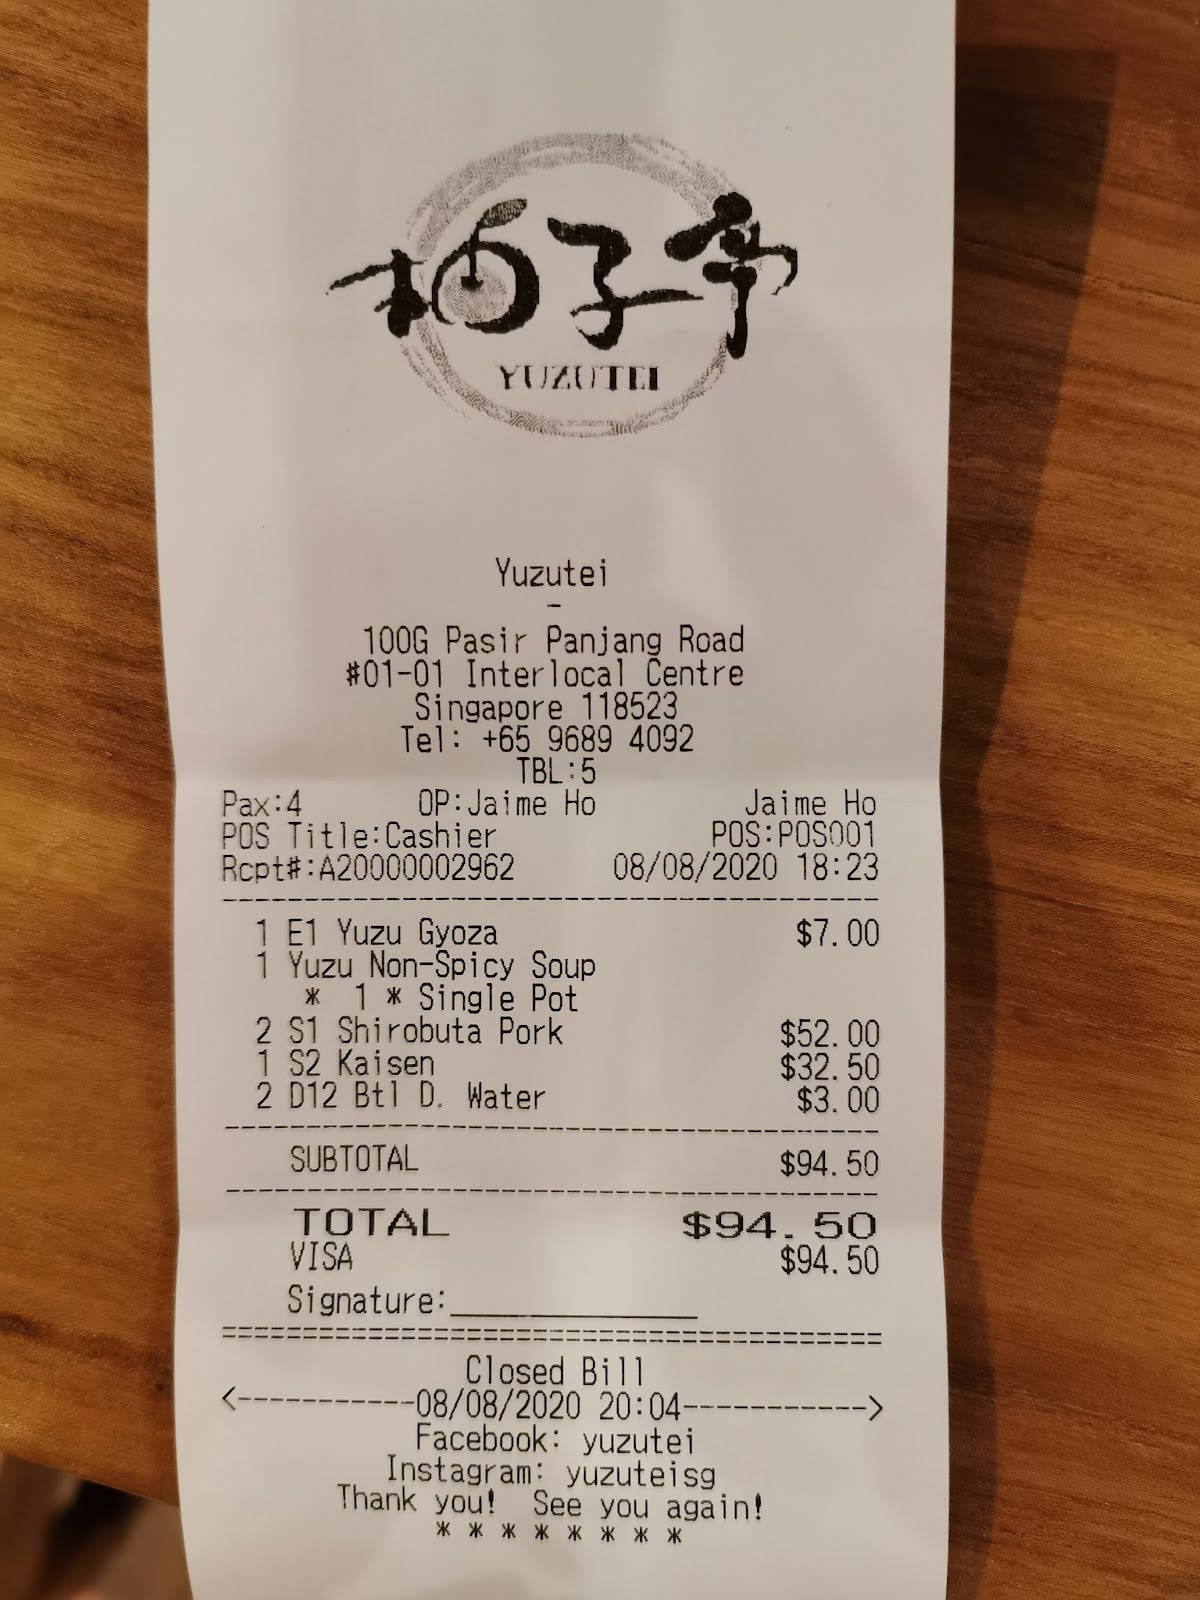 柚子亭
YUZUTEI
Yuzutei
-
100G Pasir Panjang Road
#01-01 Interlocal Centre
Singapore 118523
Tel: +65 9689 4092
TBL:5
Pax:4 OP:Jaime Ho Jaime Ho
POS Title:Cashier POS:POS001
Rcpt#:A20000002962 08/08/2020 18:23
1 E1 Yuzu Gyoza $7.00
1 Yuzu Non-Spicy Soup
* 1 * Single Pot
2 S1 Shirobuta Pork $52.00
1 S2 Kaisen $32.50
2 D12 Btl D. Water $3.00
SUBTOTAL $94.50
TOTAL $94.50
VISA $94.50
Signature:_______________
========================================
Closed Bill
<-----------08/08/2020 20:04----------->
Facebook: yuzutei
Instagram: yuzuteisg
Thank you! See you again!
* * * * * * * *